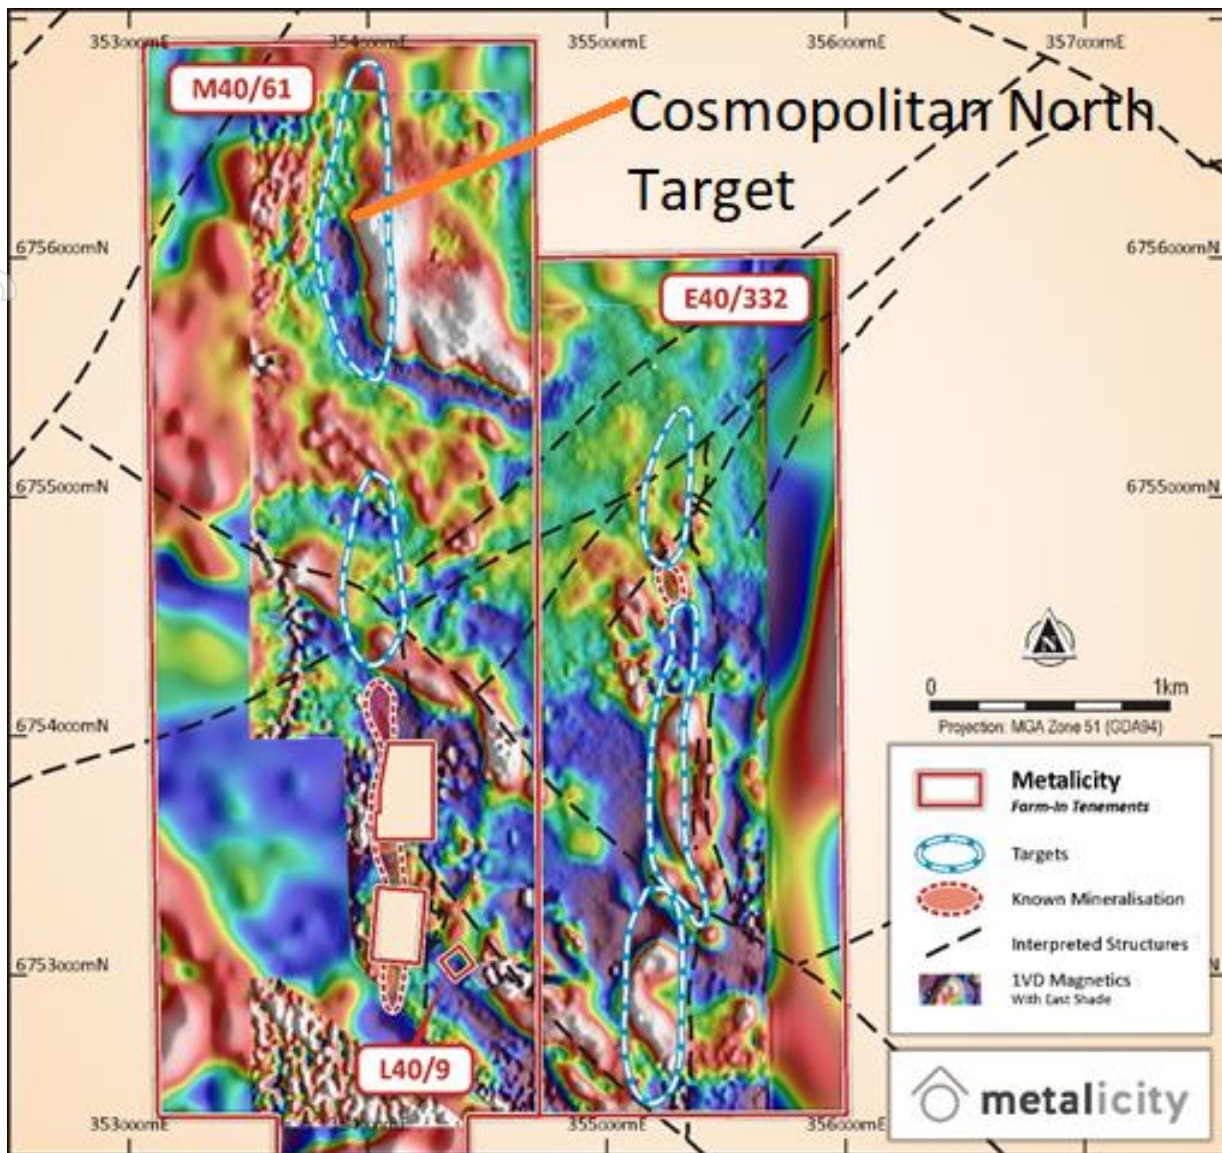 353000mE
354000mE
355000mE
356000mE
357000mE
M40/61
Cosmopolitan North
Target
6756000mN
6756000mN
E40/332
6755000mN
6755000mN
N
0
1km
Projection: MGA Zone 51 (GDA94)
6754000mN
Metalicity
Farm-In Tenements
Targets
Known Mineralisation
Interpreted Structures
6753000mN
N
1VD Magnetics
With East Shade
L40/9
metalicity
353000mE
355000mE
356000mE